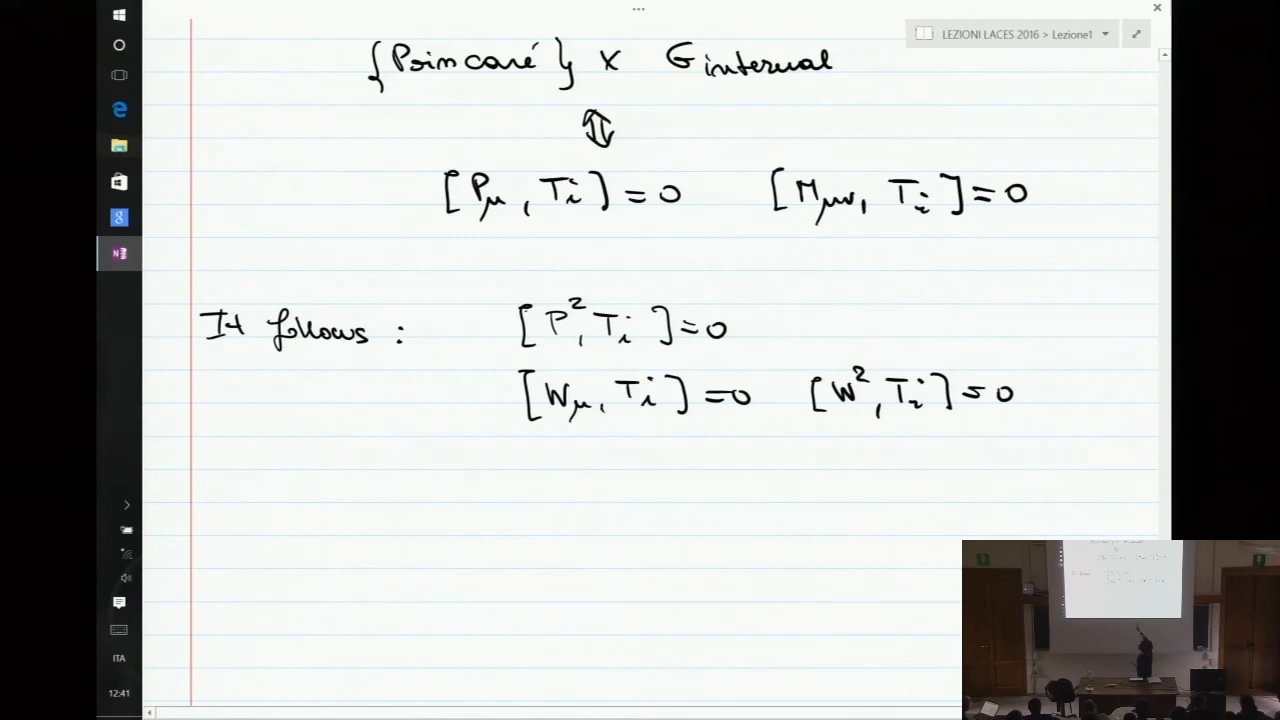 LEZIONI LACES 2016 > Lezione1
{Poincaré} × G internal
⇕
[Pμ, Ti] = 0 [Mμν, Ti] = 0
It follows : [P², Ti] = 0
[Wμ, Ti] = 0 [W², Ti] = 0
ITA
12:41